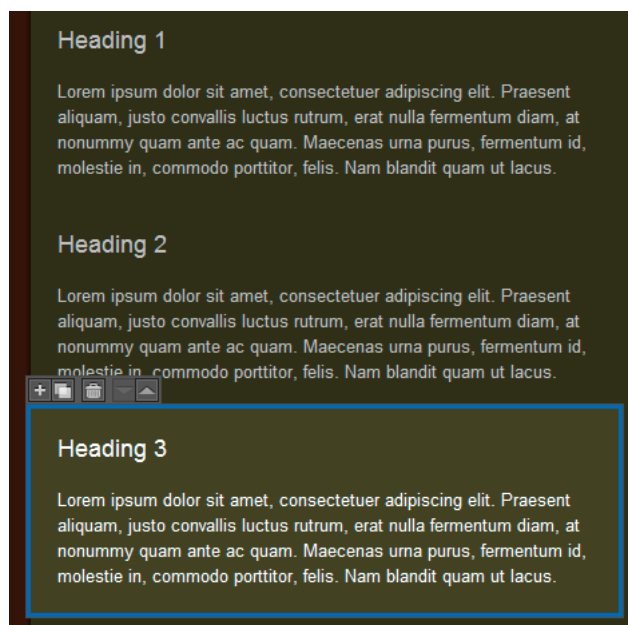 Heading 1
Lorem ipsum dolor sit amet, consectetuer adipiscing elit. Praesent
aliquam, justo convallis luctus rutrum, erat nulla fermentum diam, at
nonummy quam ante ac quam. Maecenas urna purus, fermentum id,
molestie in, commodo porttitor, felis. Nam blandit quam ut lacus.
Heading 2
Lorem ipsum dolor sit amet, consectetuer adipiscing elit. Praesent
aliquam, justo convallis luctus rutrum, erat nulla fermentum diam, at
nonummy quam ante ac quam. Maecenas urna purus, fermentum id,
molestie in, commodo porttitor, felis. Nam blandit quam ut lacus.
Heading 3
Lorem ipsum dolor sit amet, consectetuer adipiscing elit. Praesent
aliquam, justo convallis luctus rutrum, erat nulla fermentum diam, at
nonummy quam ante ac quam. Maecenas urna purus, fermentum id,
molestie in, commodo porttitor, felis. Nam blandit quam ut lacus.